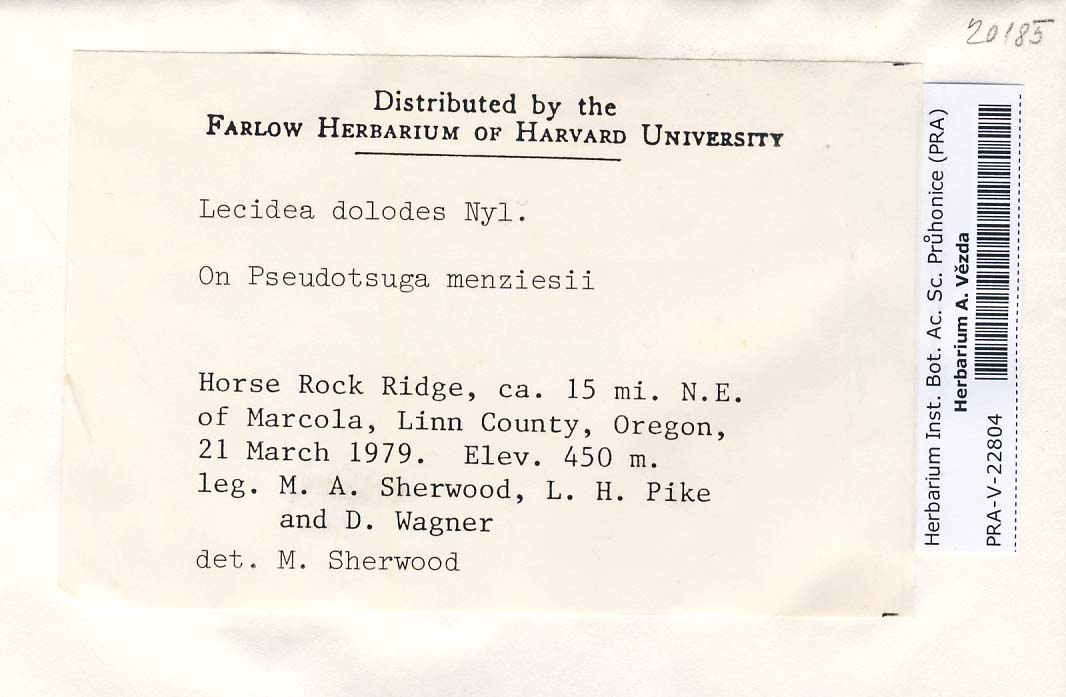 20185
Distributed by the
FARLOW HERBARIUM OF HARVARD UNIVERSITY
Lecidea dolodes Nyl.
On Pseudotsuga menziesii
Horse Rock Ridge, ca. 15 mi. N.E.
of Marcola, Linn County, Oregon,
21 March 1979. Elev. 450 m.
leg. M. A. Sherwood, L. H. Pike
and D. Wagner
det. M. Sherwood
Herbarium Inst. Bot. Ac. Sc. Průhonice (PRA)
Herbarium A. Vězda
PRA-V-22804